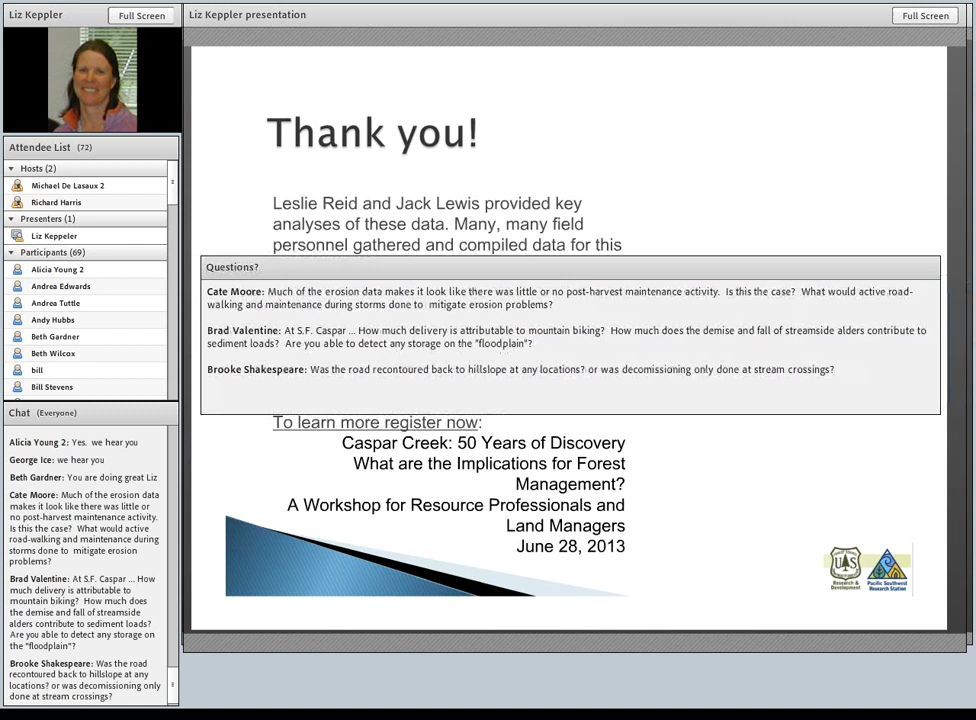 Liz Keppler
Full Screen
Attendee List (72)
Hosts (2)
Michael De Lasaux 2
Richard Harris
Presenters (1)
Liz Keppeler
Participants (69)
Alicia Young 2
Andrea Edwards
Andrea Tuttle
Andy Hubbs
Beth Gardner
Beth Wilcox
bill
Bill Stevens
Chat (Everyone)
Alicia Young 2: Yes. we hear you
George Ice: we hear you
Beth Gardner: You are doing great Liz
Cate Moore: Much of the erosion data
makes it look like there was little or
no post-harvest maintenance activity.
Is this the case? What would active
road-walking and maintenance during
storms done to mitigate erosion
problems?
Brad Valentine: At S.F. Caspar ... How
much delivery is attributable to
mountain biking? How much does
the demise and fall of streamside
alders contribute to sediment loads?
Are you able to detect any storage on
the "floodplain"?
Brooke Shakespeare: Was the road
recontoured back to hillslope at any
locations? or was decomissioning only
done at stream crossings?
Liz Keppler presentation
Full Screen
Thank you!
Leslie Reid and Jack Lewis provided key
analyses of these data. Many, many field
personnel gathered and compiled data for this
Questions?
Cate Moore: Much of the erosion data makes it look like there was little or no post-harvest maintenance activity. Is this the case? What would active road-
walking and maintenance during storms done to mitigate erosion problems?
Brad Valentine: At S.F. Caspar ... How much delivery is attributable to mountain biking? How much does the demise and fall of streamside alders contribute to
sediment loads? Are you able to detect any storage on the "floodplain"?
Brooke Shakespeare: Was the road recontoured back to hillslope at any locations? or was decomissioning only done at stream crossings?
To learn more register now:
Caspar Creek: 50 Years of Discovery
What are the Implications for Forest
Management?
A Workshop for Resource Professionals and
Land Managers
June 28, 2013
UAS
Research &
Development
Pacific Southwest
Research Station